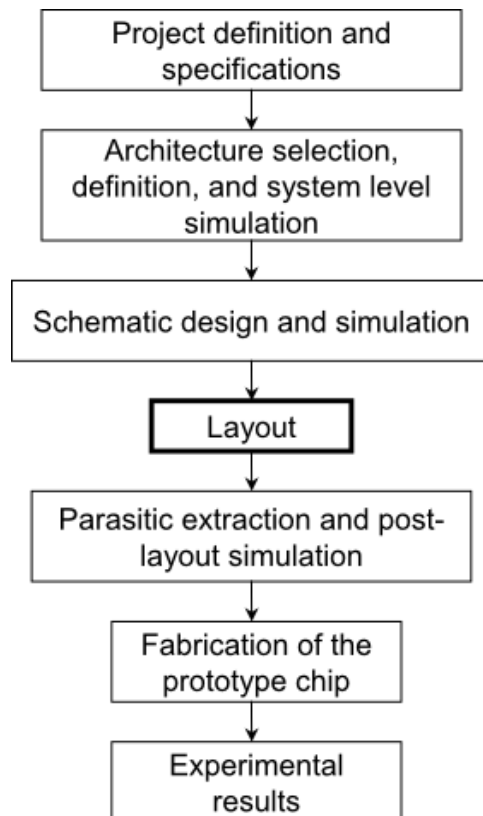 Project definition and
specifications
Architecture selection,
definition, and system level
simulation
Schematic design and simulation
Layout
Parasitic extraction and post-
layout simulation
Fabrication of the
prototype chip
Experimental
results